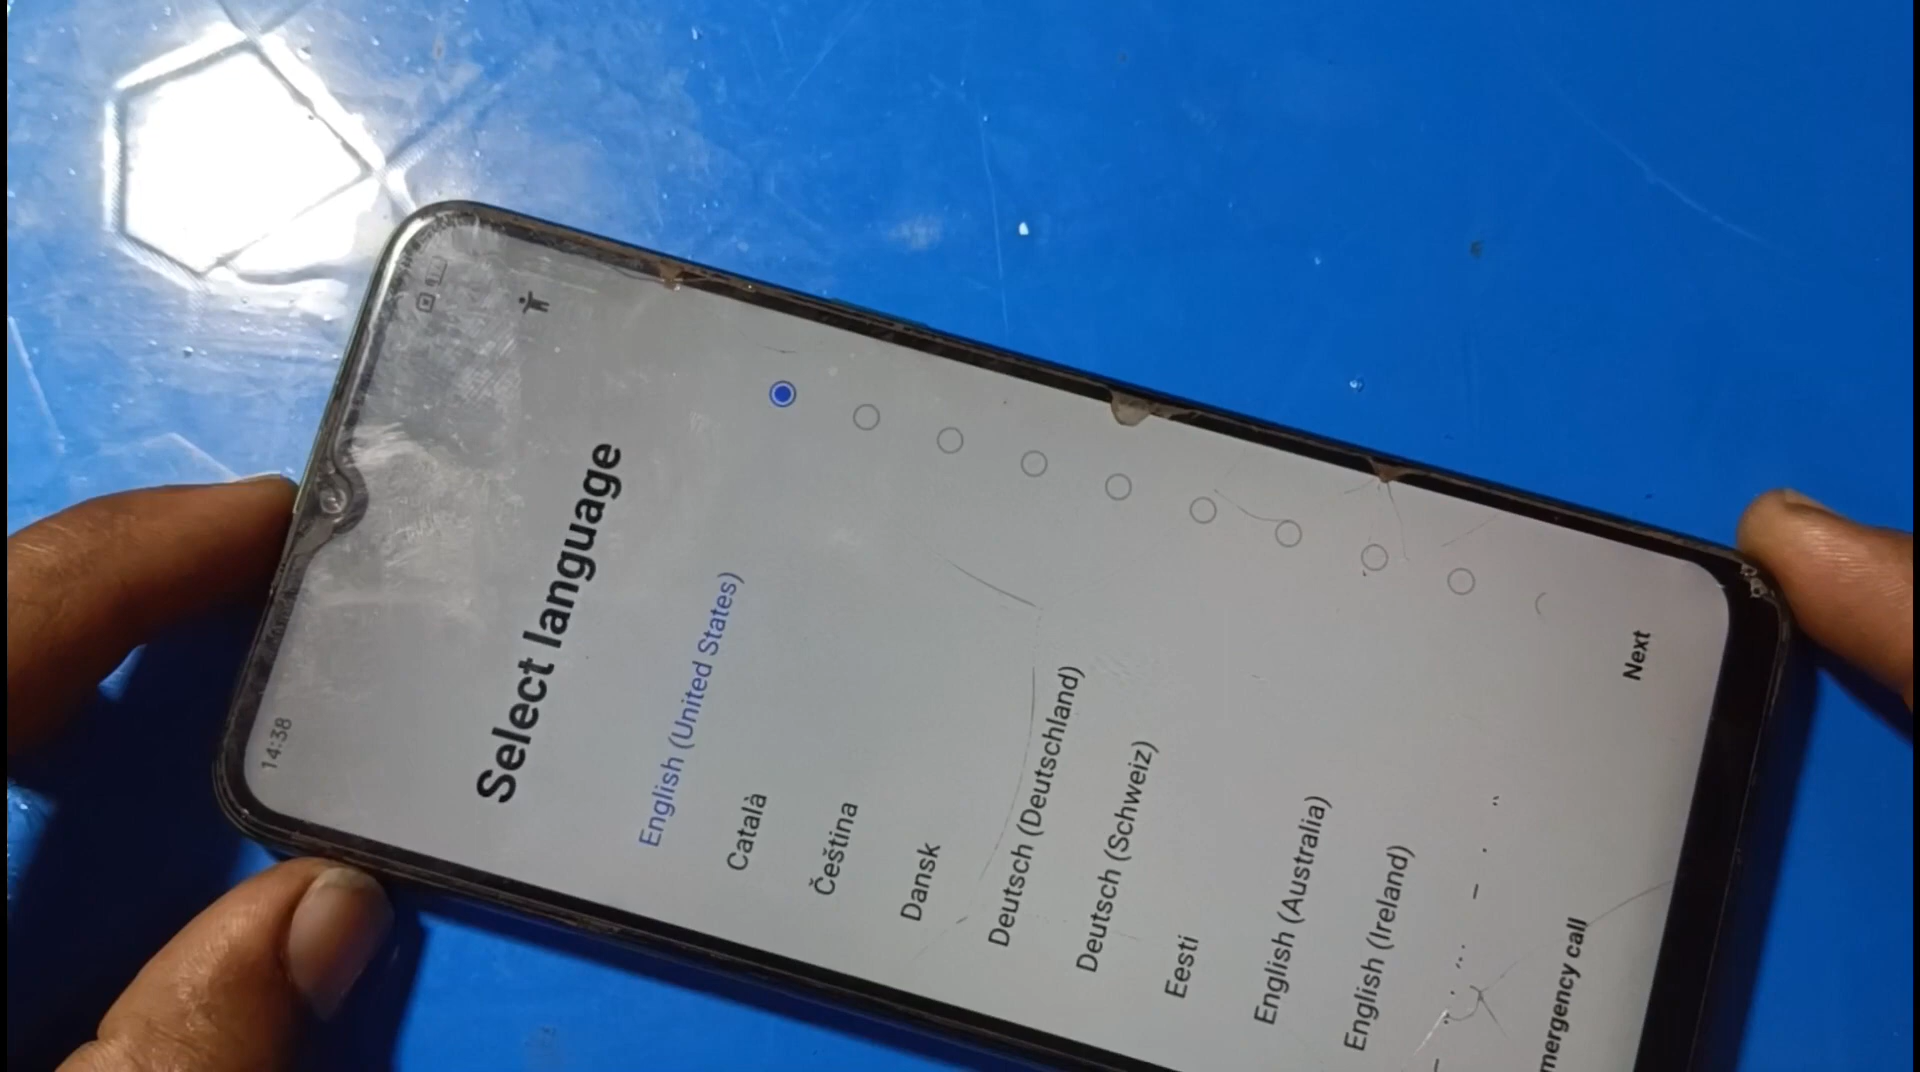 14:38
Select language
English (United States)
Català
Čeština
Dansk
Deutsch (Deutschland)
Deutsch (Schweiz)
Eesti
English (Australia)
English (Ireland)
call
Next